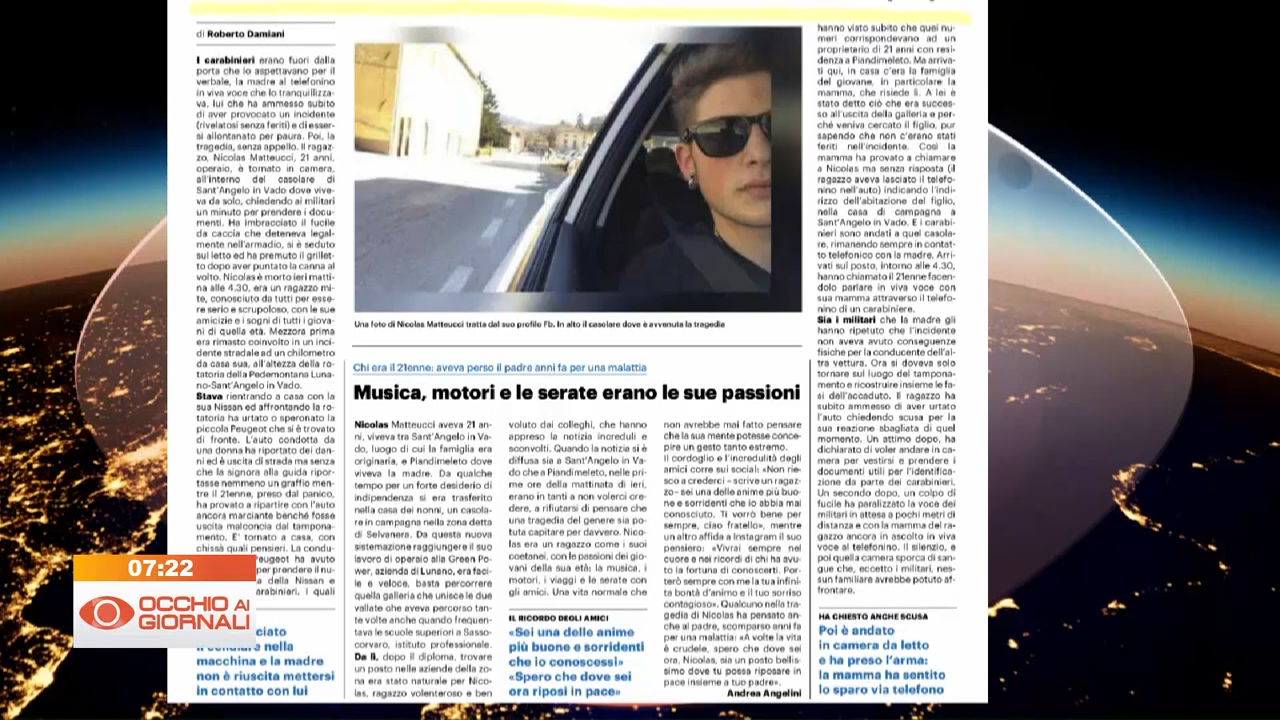 di Roberto Damiani
I carabinieri erano fuori dalla
porta che lo aspettavano per il
verbale, la madre al telefonino
in viva voce che lo tranquillizza-
va, lui che ha ammesso subito
di aver provocato un incidente
(rivelatosi senza feriti) e di esser-
si allontanato per paura. Poi, la
tragedia, senza appello. Il ragaz-
zo, Nicolas Matteucci, 21 anni,
operaio, è tornato in camera,
all'interno del casolare di
Sant'Angelo in Vado dove vive-
va da solo, chiedendo ai militari
un minuto per prendere i docu-
menti. Ha imbracciato il fucile
da caccia che deteneva legal-
mente nell'armadio, si è seduto
sul letto ed ha premuto il grillet-
to dopo aver puntato la canna al
volto. Nicolas è morto ieri matti-
na alle 4.30, era un ragazzo mi-
te, conosciuto da tutti per esse-
re serio e scrupoloso, con le sue
amicizie e i sogni di tutti i giova-
ni di quella età. Mezzora prima
era rimasto coinvolto in un inci-
dente stradale ad un chilometro
da casa sua, all'altezza della ro-
tatoria della Pedemontana Luna-
no-Sant'Angelo in Vado.
Stava rientrando a casa con la
sua Nissan ed affrontando la ro-
tatoria ha urtato o speronato la
piccola Peugeot che si è trovato
di fronte. L'auto condotta da
una donna ha riportato dei dan-
ni ed è uscita di strada ma senza
che la signora alla guida ripor-
tasse nemmeno un graffio men-
tre il 21enne, preso dal panico,
ha provato a ripartire con l'auto
ancora marciante benché fosse
uscita malconcia dal tampona-
mento. E' tornato a casa, con
chissà quali pensieri. La condu-
Peugeot ha avuto
per prendere il nu-
a della Nissan e
arabinieri, i quali
ciato
nella
macchina e la madre
non è riuscita mettersi
in contatto con lui
Una foto di Nicolas Matteucci tratta dal suo profilo Fb. In alto il casolare dove è avvenuta la tragedia
Chi era il 21enne: aveva perso il padre anni fa per una malattia
Musica, motori e le serate erano le sue passioni
Nicolas Matteucci aveva 21 an-
ni, viveva tra Sant'Angelo in Va-
do, luogo di cui la famiglia era
originaria, e Piandimeleto dove
viveva la madre. Da qualche
tempo per un forte desiderio di
indipendenza si era trasferito
nella casa dei nonni, un casola-
re in campagna nella zona detta
di Selvanera. Da questa nuova
sistemazione raggiungere il suo
lavoro di operaio alla Green Po-
wer, azienda di Lunano, era faci-
le e veloce, basta percorrere
quella galleria che unisce le due
vallate che aveva percorso tan-
te volte anche quando frequen-
tava le scuole superiori a Sasso-
corvaro, istituto professionale.
Da lì, dopo il diploma, trovare
un posto nelle aziende della zo-
na era stato naturale per Nico-
las, ragazzo volenteroso e ben
voluto dai colleghi, che hanno
appreso la notizia increduli e
sconvolti. Quando la notizia si è
diffusa sia a Sant'Angelo in Va-
do che a Piandimeleto, nelle pri-
me ore della mattinata di ieri,
erano in tanti a non volerci cre-
dere, a rifiutarsi di pensare che
una tragedia del genere sia po-
tuta capitare per davvero. Nico-
las era un ragazzo come i suoi
coetanei, con le passioni dei gio-
vani della sua età: la musica, i
motori, i viaggi e le serate con
gli amici. Una vita normale che
IL RICORDO DEGLI AMICI
«Sei una delle anime
più buone e sorridenti
che io conoscessi»
«Spero che dove sei
ora riposi in pace»
non avrebbe mai fatto pensare
che la sua mente potesse conce-
pire un gesto tanto estremo.
Il cordoglio e l'incredulità degli
amici corre sui social: «Non rie-
sco a crederci – scrive un ragaz-
zo – sei una delle anime più buo-
ne e sorridenti che io abbia mai
conosciuto. Ti vorrò bene per
sempre, ciao fratello», mentre
un altro affida a Instagram il suo
pensiero: «Vivrai sempre nel
cuore e nei ricordi di chi ha avu-
to la fortuna di conoscerti. Por-
terò sempre con me la tua infini-
ta bontà d'animo e il tuo sorriso
contagioso». Qualcuno nella tra-
gedia di Nicolas ha pensato an-
che al padre, scomparso anni fa
per una malattia: «A volte la vita
è crudele, spero che dove sei
ora, Nicolas, sia un posto bellis-
simo dove tu possa riposare in
pace insieme a tuo padre».
Andrea Angelini
hanno visto subito che quei nu-
meri corrispondevano ad un
proprietario di 21 anni con resi-
denza a Piandimeleto. Ma arriva-
ti qui, in casa c'era la famiglia
del giovane, in particolare la
mamma, che risiede lì. A lei è
stato detto ciò che era succes-
so all'uscita della galleria e per-
ché veniva cercato il figlio, pur
sapendo che non c'erano stati
feriti nell'incidente. Così la
mamma ha provato a chiamare
a Nicolas ma senza risposta (il
ragazzo aveva lasciato il telefo-
nino nell'auto) indicando l'indi-
rizzo dell'abitazione del figlio,
nella casa di campagna a
Sant'Angelo in Vado. E i carabi-
nieri sono andati a quel casola-
re, rimanendo sempre in contat-
to telefonico con la madre. Arri-
vati sul posto, intorno alle 4.30,
hanno chiamato il 21enne facen-
dolo parlare in viva voce con
sua mamma attraverso il telefo-
nino di un carabiniere.
Sia i militari che la madre gli
hanno ripetuto che l'incidente
non aveva avuto conseguenze
fisiche per la conducente dell'al-
tra vettura. Ora si doveva solo
tornare sul luogo del tampona-
mento e ricostruire insieme le fa-
si dell'accaduto. Il ragazzo ha
subito ammesso di aver urtato
l'auto chiedendo scusa per la
sua reazione sbagliata di quel
momento. Un attimo dopo, ha
dichiarato di voler andare in ca-
mera per vestirsi e prendere i
documenti utili per l'identifica-
zione da parte dei carabinieri.
Un secondo dopo, un colpo di
fucile ha paralizzato la voce dei
militari in attesa a pochi metri di
distanza e con la mamma del ra-
gazzo ancora in ascolto in viva
voce al telefonino. Il silenzio, e
poi quella camera sporca di san-
gue che, eccetto i militari, nes-
sun familiare avrebbe potuto af-
frontare.
HA CHIESTO ANCHE SCUSA
Poi è andato
in camera da letto
e ha preso l'arma:
la mamma ha sentito
lo sparo via telefono
07:22
OCCHIO AI
GIORNALI